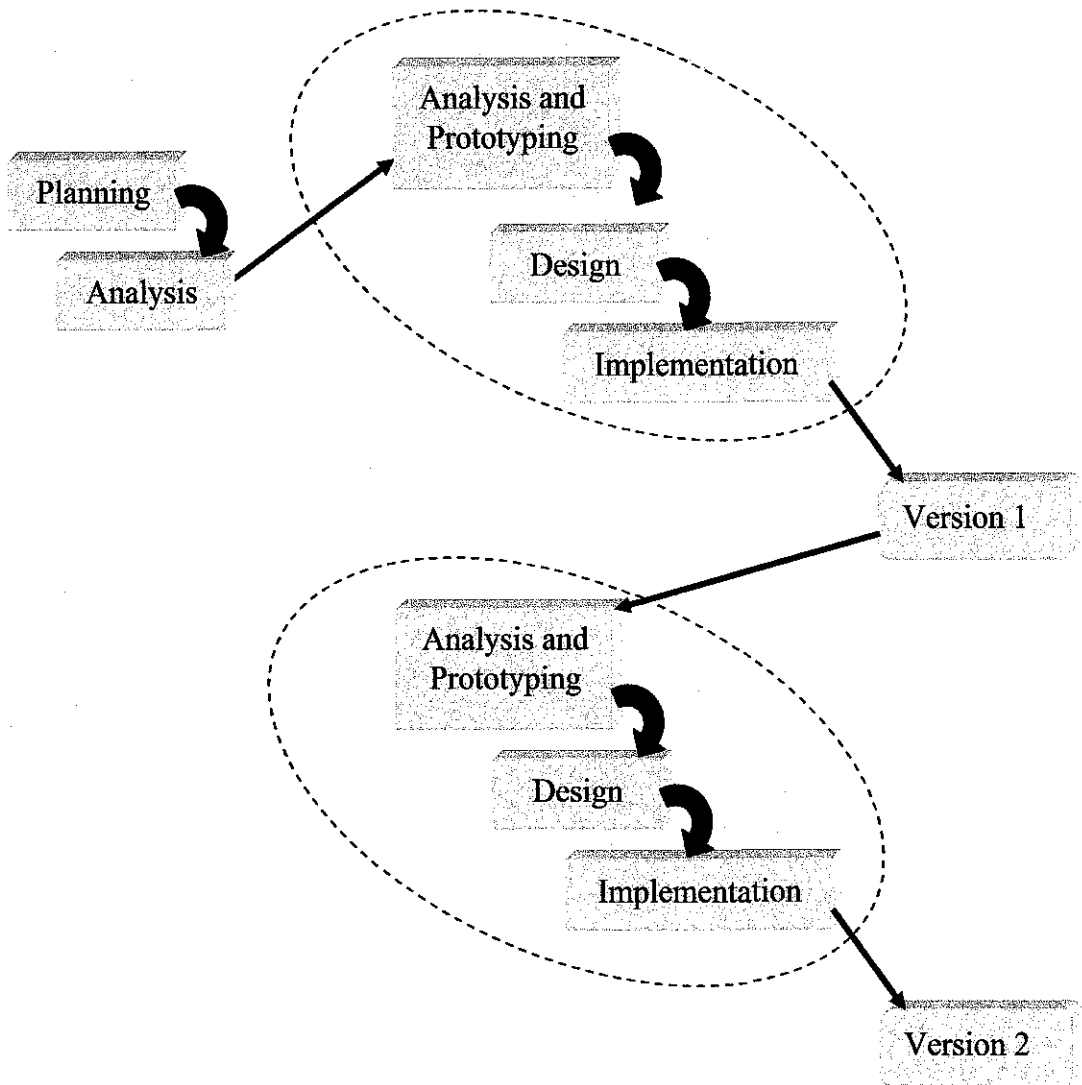 Planning
Analysis
Analysis and
Prototyping
Design
Implementation
Version 1
Analysis and
Prototyping
Design
Implementation
Version 2